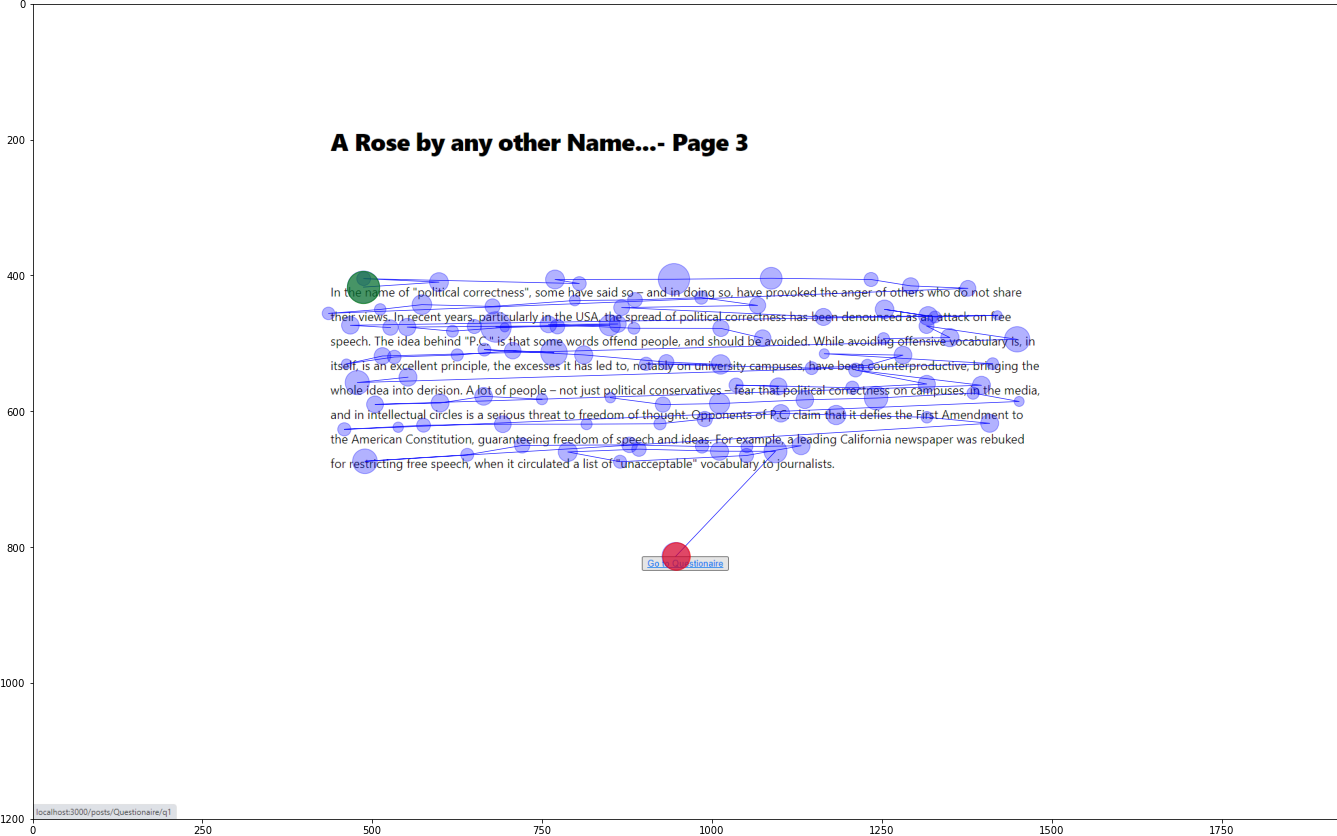 0
200
A Rose by any other Name...- Page 3
400
In the name of "political correctness", some have said so – and in doing so, have provoked the anger of others who do not share
their views. In recent years, particularly in the USA, the spread of political correctness has been denounced as an attack on free
speech. The idea behind "P.C." is that some words offend people, and should be avoided. While avoiding offensive vocabulary is, in
itself, is an excellent principle, the excesses it has led to, notably on university campuses, have been counterproductive, bringing the
whole idea into derision. A lot of people – not just political conservatives – fear that political correctness on campuses, in the media,
600
and in intellectual circles is a serious threat to freedom of thought. Opponents of P.C. claim that it defies the First Amendment to
the American Constitution, guaranteeing freedom of speech and ideas. For example, a leading California newspaper was rebuked
for restricting free speech, when it circulated a list of "unacceptable" vocabulary to journalists.
800
Go to Questionaire
1000
localhost:3000/posts/Questionaire/q1
1200
0 250 500 750 1000 1250 1500 1750